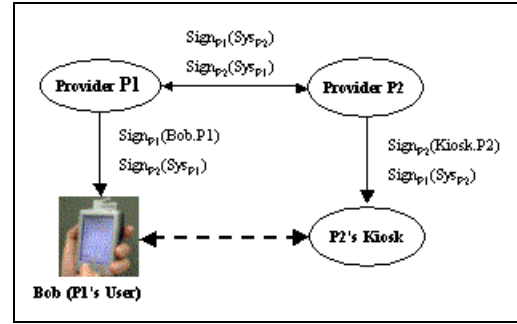 Sign_P1(Sys_P2)
Sign_P2(Sys_P1)
Provider P1
Provider P2
Sign_P1(Bob.P1)
Sign_P2(Sys_P1)
Sign_P2(Kiosk.P2)
Sign_P1(Sys_P2)
P2's Kiosk
Bob (P1's User)